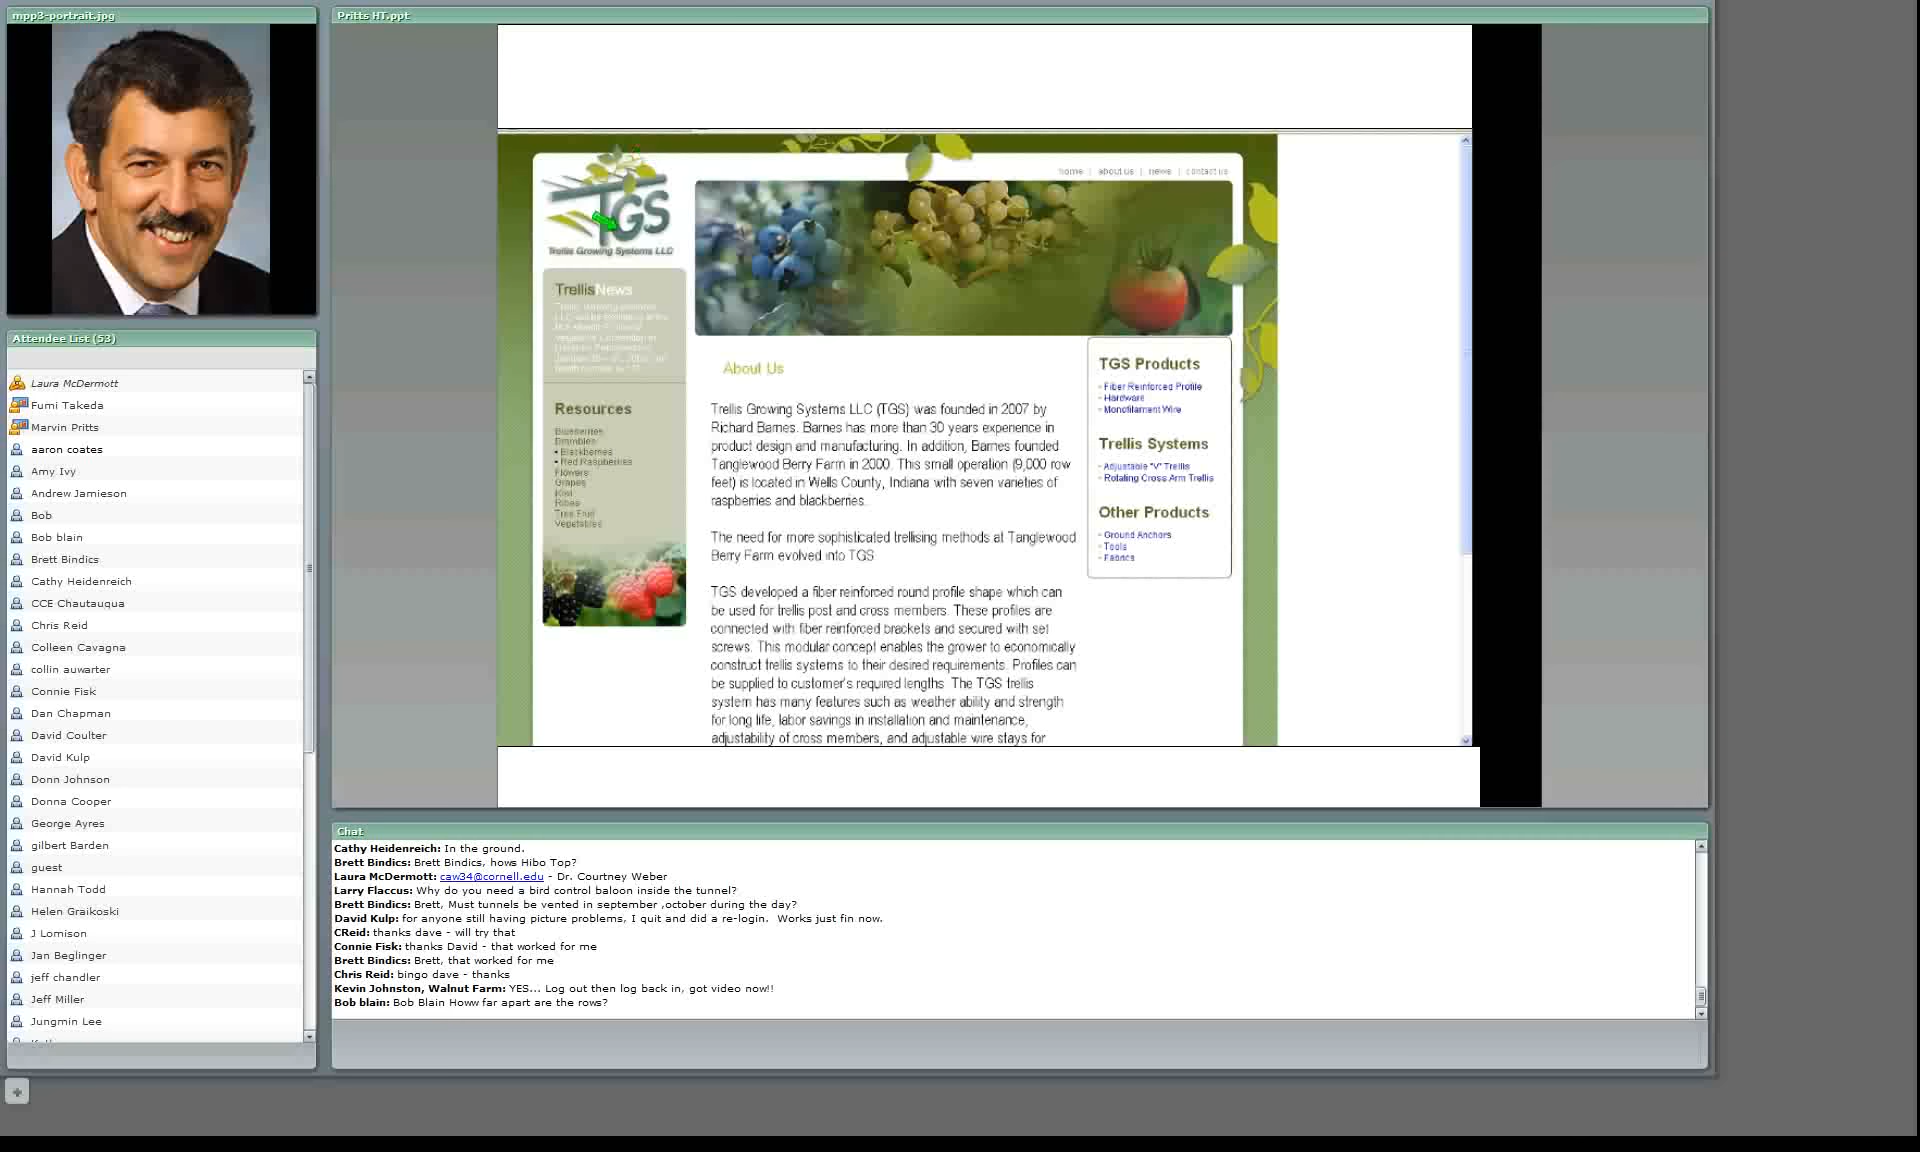 mpp3-portrait.jpg
Attendee List (53)
Laura McDermott
Fumi Takeda
Marvin Pritts
aaron coates
Amy Ivy
Andrew Jamieson
Bob
Bob blain
Brett Bindics
Cathy Heidenreich
CCE Chautauqua
Chris Reid
Colleen Cavagna
collin auwarter
Connie Fisk
Dan Chapman
David Coulter
David Kulp
Donn Johnson
Donna Cooper
George Ayres
gilbert Barden
guest
Hannah Todd
Helen Graikoski
J Lomison
Jan Beglinger
jeff chandler
Jeff Miller
Jungmin Lee
Pritts HT.ppt
TGS
Trellis Growing Systems LLC
home | about us | news | contact us
TrellisNews
Resources
Blueberries
Brambles
• Blackberries
• Red Raspberries
Flowers
Grapes
Kiwi
Ribes
Tree Fruit
Vegetables
About Us
Trellis Growing Systems LLC (TGS) was founded in 2007 by
Richard Barnes. Barnes has more than 30 years experience in
product design and manufacturing. In addition, Barnes founded
Tanglewood Berry Farm in 2000. This small operation (9,000 row
feet) is located in Wells County, Indiana with seven varieties of
raspberries and blackberries.
The need for more sophisticated trellising methods at Tanglewood
Berry Farm evolved into TGS
TGS developed a fiber reinforced round profile shape which can
be used for trellis post and cross members. These profiles are
connected with fiber reinforced brackets and secured with set
screws. This modular concept enables the grower to economically
construct trellis systems to their desired requirements. Profiles can
be supplied to customer's required lengths. The TGS trellis
system has many features such as weather ability and strength
for long life, labor savings in installation and maintenance,
adjustability of cross members, and adjustable wire stays for
TGS Products
- Fiber Reinforced Profile
- Hardware
- Monofilament Wire
Trellis Systems
- Adjustable "V" Trellis
- Rotating Cross Arm Trellis
Other Products
- Ground Anchors
- Tools
- Fabrics
Chat
Cathy Heidenreich: In the ground.
Brett Bindics: Brett Bindics, hows Hibo Top?
Laura McDermott: caw34@cornell.edu - Dr. Courtney Weber
Larry Flaccus: Why do you need a bird control baloon inside the tunnel?
Brett Bindics: Brett, Must tunnels be vented in september ,october during the day?
David Kulp: for anyone still having picture problems, I quit and did a re-login.  Works just fin now.
CReid: thanks dave - will try that
Connie Fisk: thanks David - that worked for me
Brett Bindics: Brett, that worked for me
Chris Reid: bingo dave - thanks
Kevin Johnston, Walnut Farm: YES... Log out then log back in, got video now!!
Bob blain: Bob Blain Howw far apart are the rows?